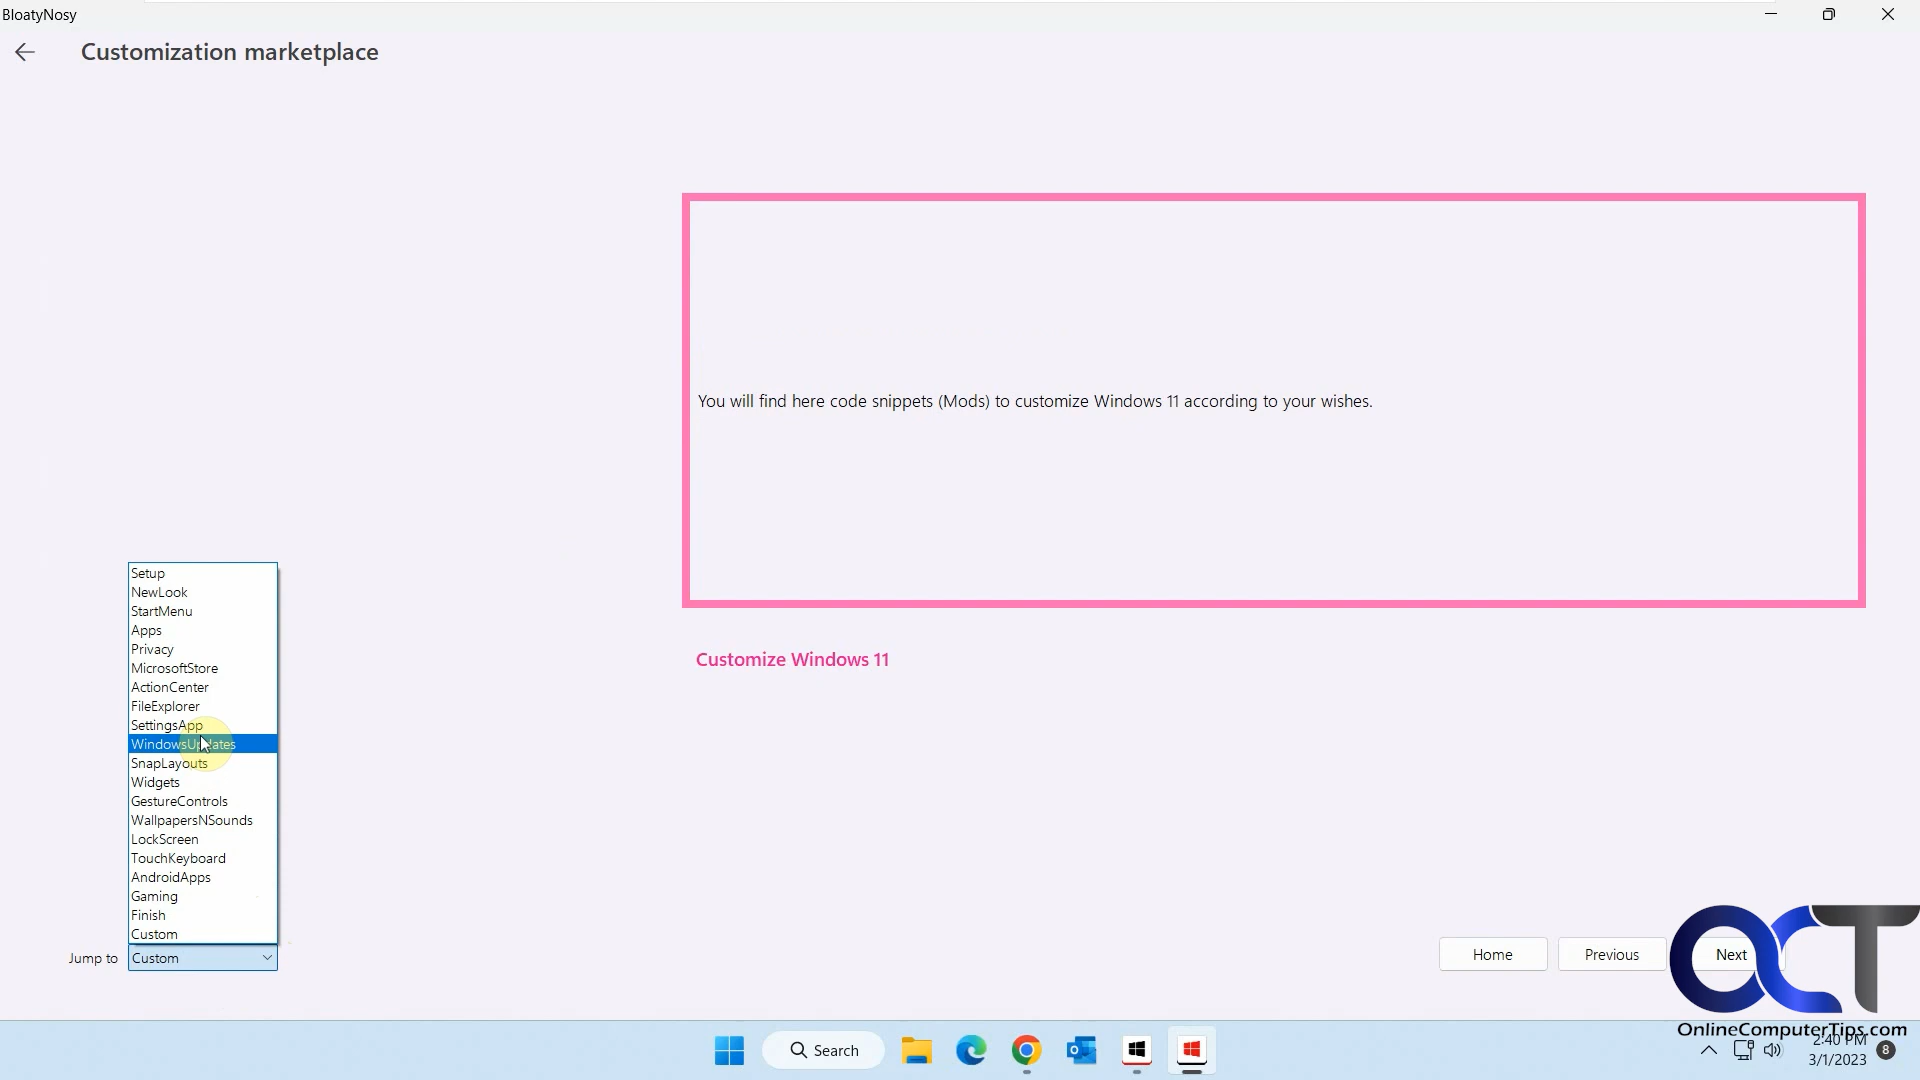 BloatyNosy
Customization marketplace
You will find here code snippets (Mods) to customize Windows 11 according to your wishes.
Customize Windows 11
Setup
NewLook
StartMenu
Apps
Privacy
MicrosoftStore
ActionCenter
FileExplorer
SettingsApp
WindowsUpdates
SnapLayouts
Widgets
GestureControls
WallpapersNSounds
LockScreen
TouchKeyboard
AndroidApps
Gaming
Finish
Custom
Jump to Custom
Home Previous Next
OCT
OnlineComputerTips.com
Search
2:40 PM
3/1/2023 8